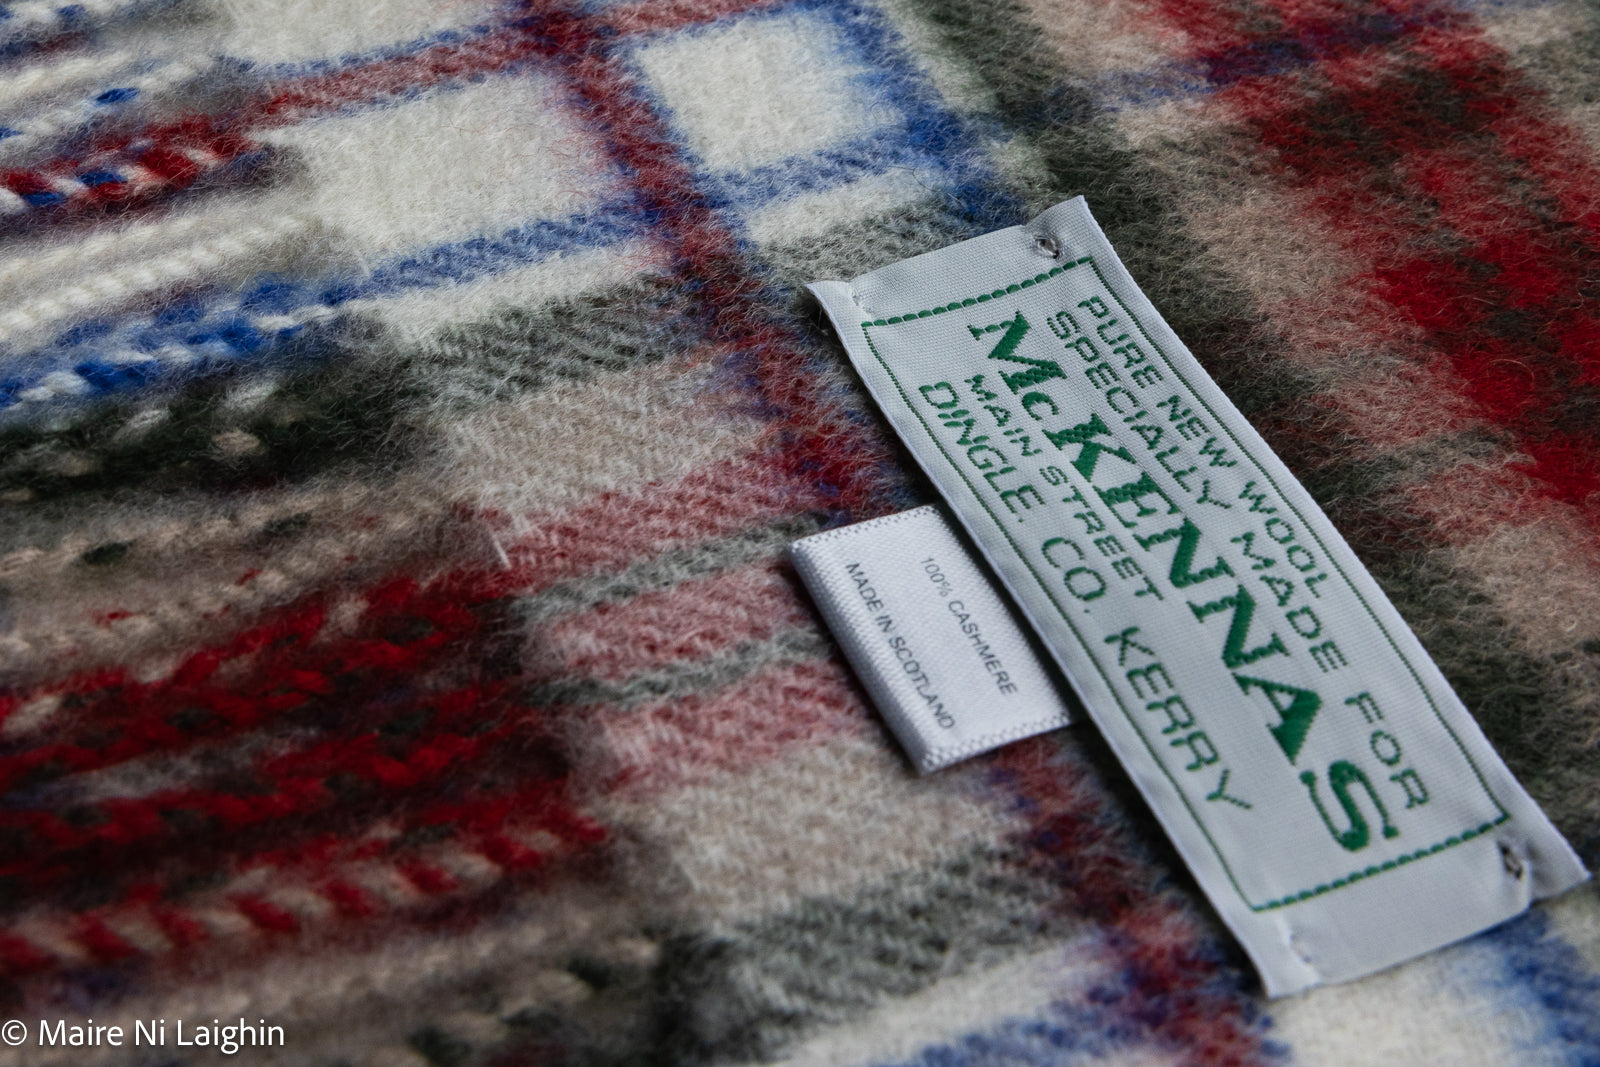 PURE NEW WOOL
SPECIALLY MADE FOR
McKENNAS
MAIN STREET
DINGLE. CO. KERRY
100% CASHMERE
MADE IN SCOTLAND
© Maire Ni Laighin